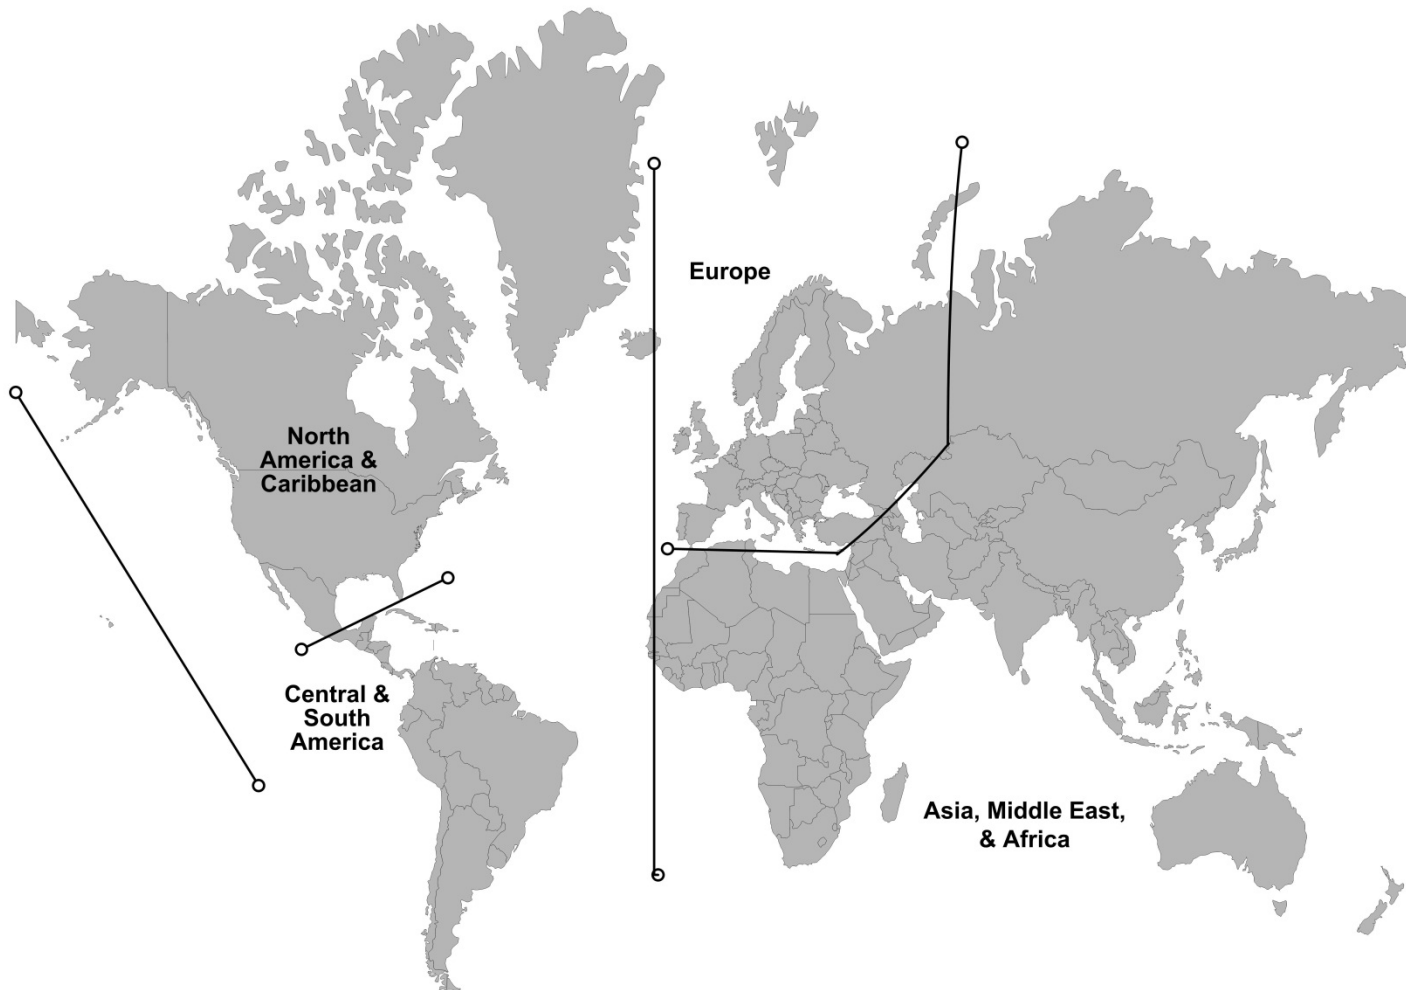 Europe
North
America &
Caribbean
Central &
South
America
Asia, Middle East,
& Africa